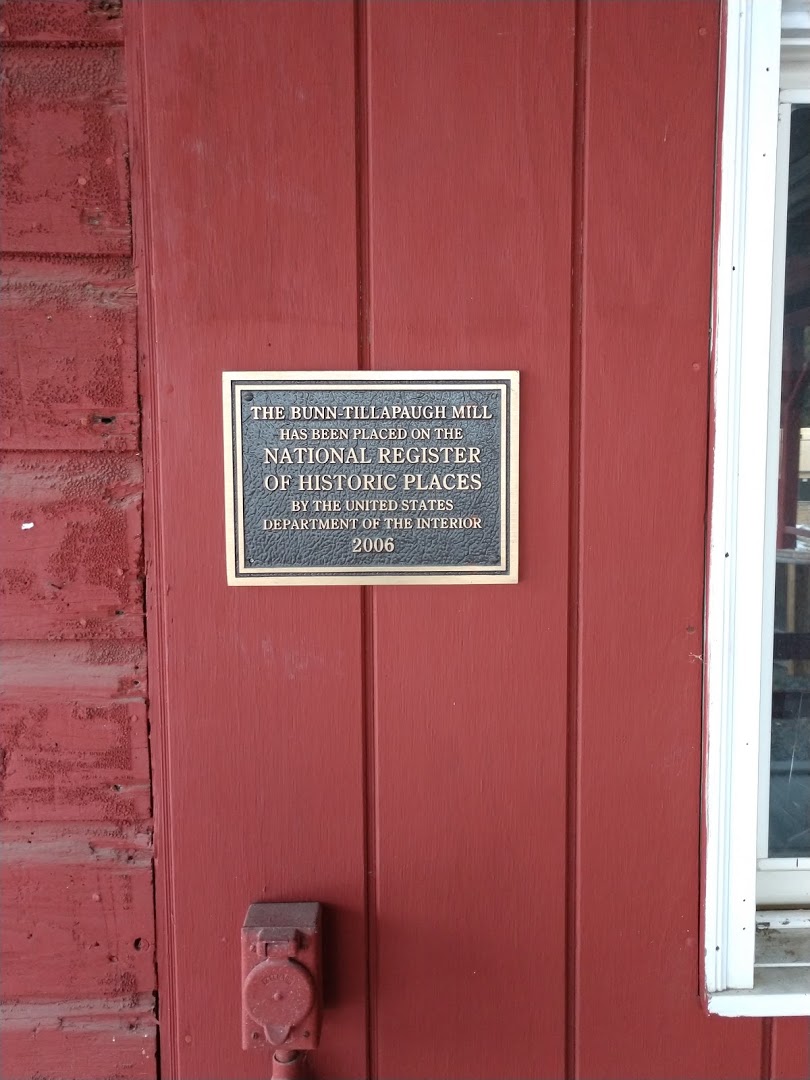 THE BUNN-TILLAPAUGH MILL
HAS BEEN PLACED ON THE
NATIONAL REGISTER
OF HISTORIC PLACES
BY THE UNITED STATES
DEPARTMENT OF THE INTERIOR
2006